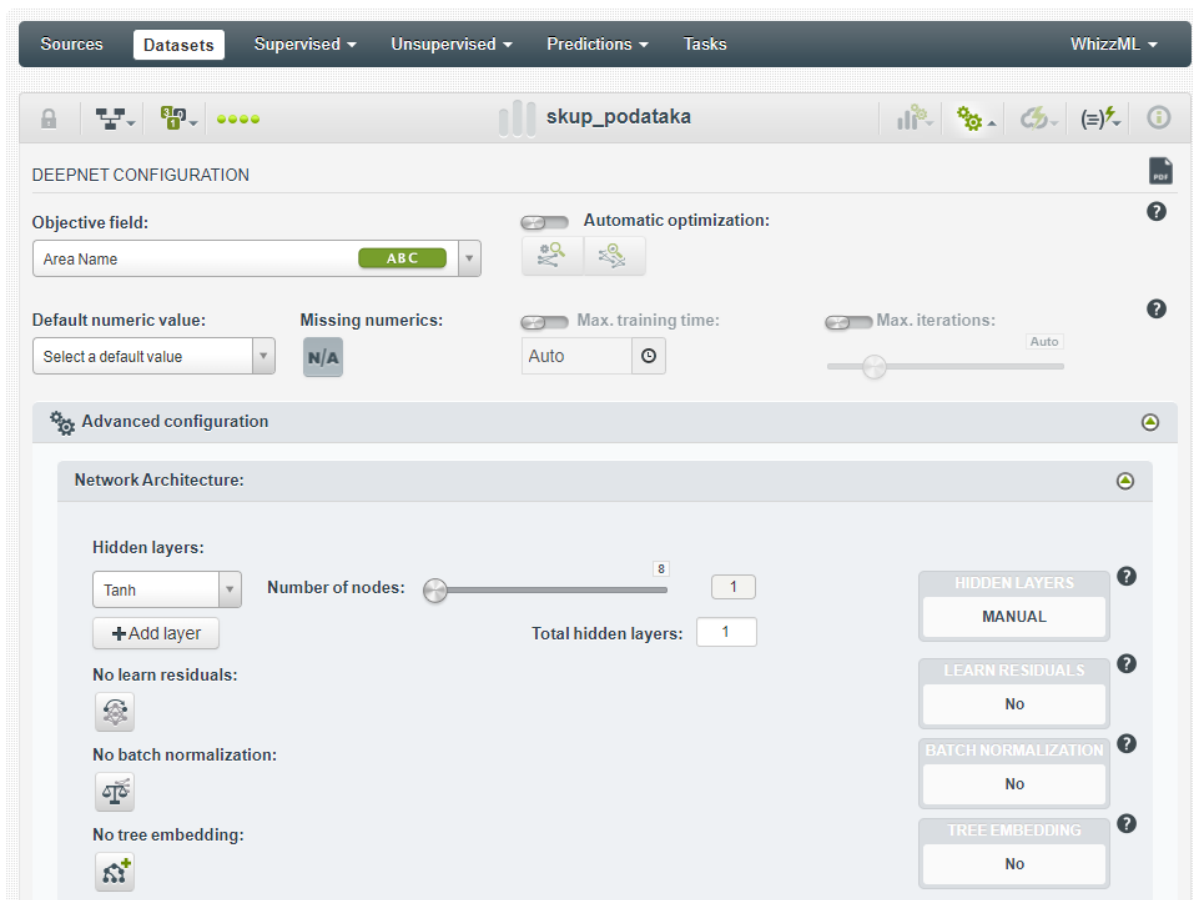 Sources Datasets Supervised Unsupervised Predictions Tasks WhizzML
skup_podataka
DEEPNET CONFIGURATION
PDF
Objective field:
Automatic optimization:
?
Area Name ABC
Default numeric value:
Missing numerics:
Max. training time:
Max. iterations:
?
Select a default value
N/A
Auto
Auto
Advanced configuration
Network Architecture:
Hidden layers:
Tanh
Number of nodes:
8
1
HIDDEN LAYERS
?
MANUAL
+Add layer
Total hidden layers: 1
No learn residuals:
LEARN RESIDUALS
?
No
No batch normalization:
BATCH NORMALIZATION
?
No
No tree embedding:
TREE EMBEDDING
?
No